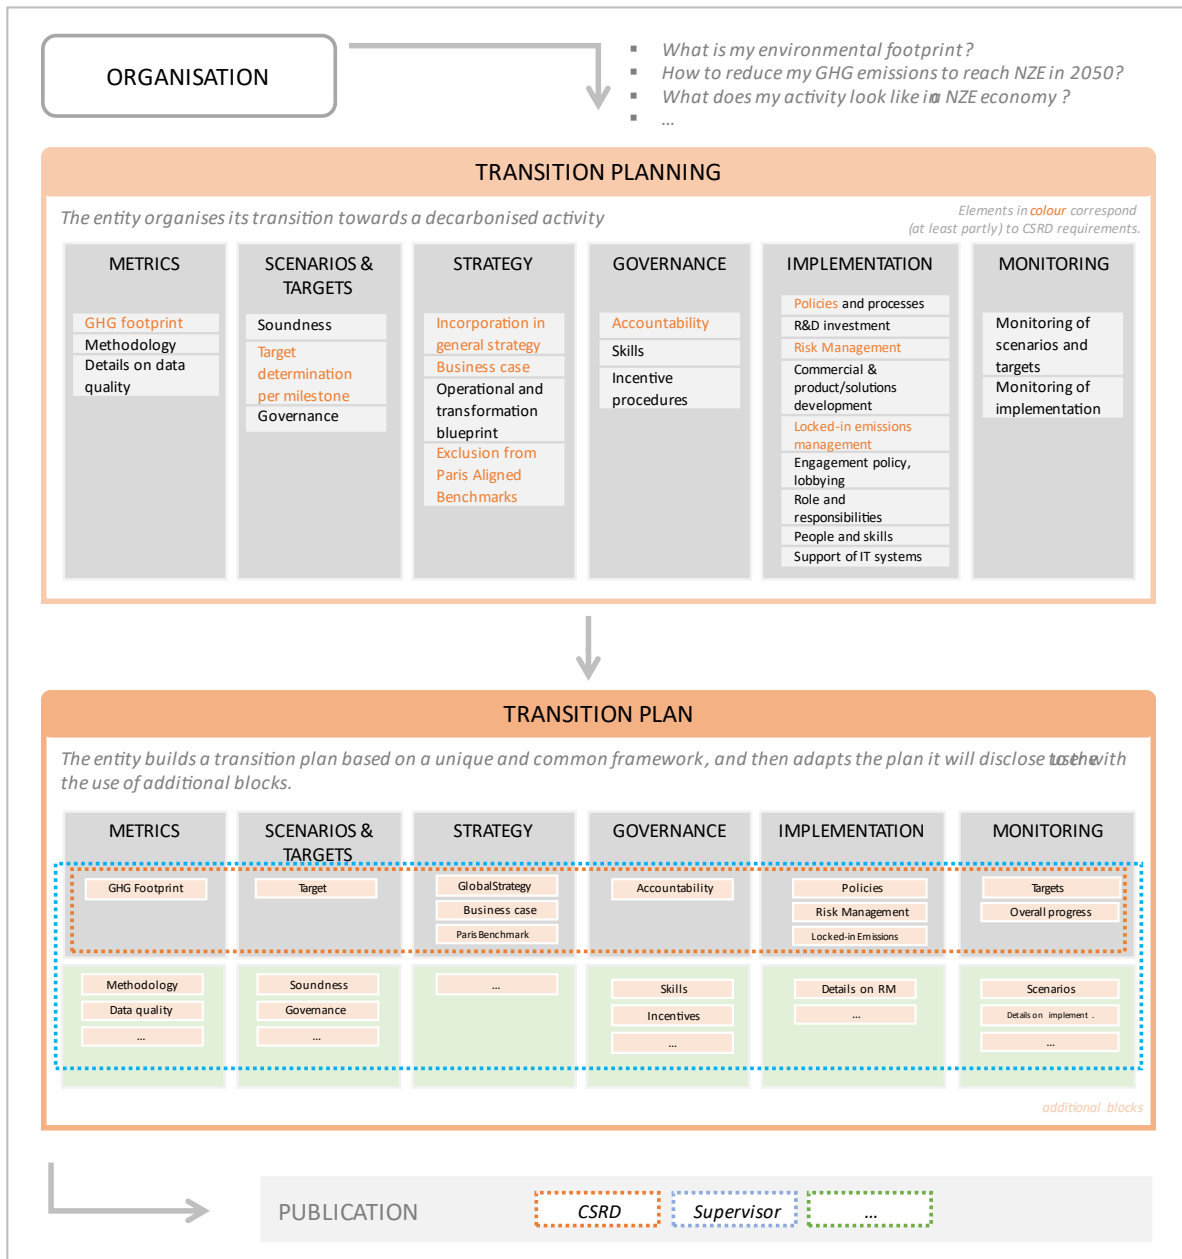 ORGANISATION
▪ What is my environmental footprint?
▪ How to reduce my GHG emissions to reach NZE in 2050?
▪ What does my activity look like in a NZE economy ?
▪ ...
TRANSITION PLANNING
The entity organises its transition towards a decarbonised activity
Elements in colour correspond
(at least partly) to CSRD requirements.
METRICS
GHG footprint
Methodology
Details on data
quality
SCENARIOS &
TARGETS
Soundness
Target
determination
per milestone
Governance
STRATEGY
Incorporation in
general strategy
Business case
Operational and
transformation
blueprint
Exclusion from
Paris Aligned
Benchmarks
GOVERNANCE
Accountability
Skills
Incentive
procedures
IMPLEMENTATION
Policies and processes
R&D investment
Risk Management
Commercial &
product/solutions
development
Locked-in emissions
management
Engagement policy,
lobbying
Role and
responsibilities
People and skills
Support of IT systems
MONITORING
Monitoring of
scenarios and
targets
Monitoring of
implementation
TRANSITION PLAN
The entity builds a transition plan based on a unique and common framework, and then adapts the plan it will disclose to the with
the use of additional blocks.
METRICS
GHG Footprint
Methodology
Data quality
...
SCENARIOS &
TARGETS
Target
Soundness
Governance
...
STRATEGY
Global Strategy
Business case
Paris Benchmark
...
GOVERNANCE
Accountability
Skills
Incentives
...
IMPLEMENTATION
Policies
Risk Management
Locked-in Emissions
Details on RM
...
MONITORING
Targets
Overall progress
Scenarios
Details on implement .
...
additional blocks
PUBLICATION
CSRD
Supervisor
...